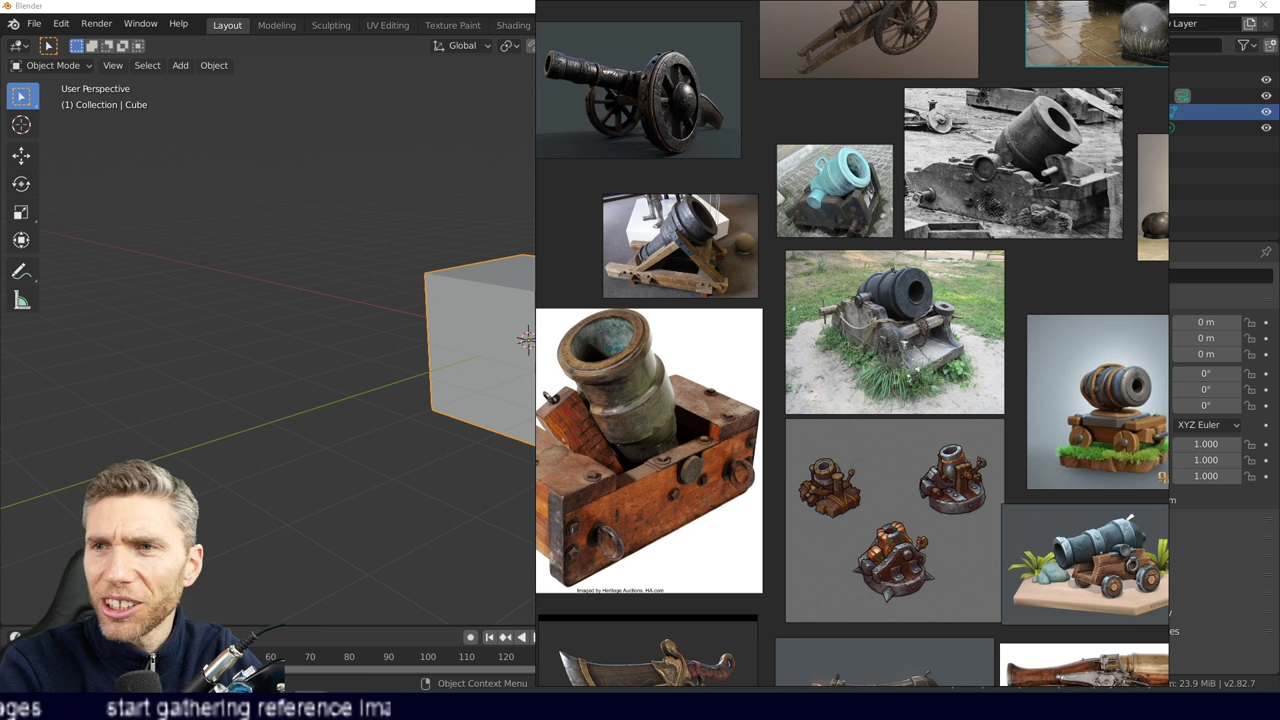 Blender
File Edit Render Window Help Layout Modeling Sculpting UV Editing Texture Paint Shading
Layer
Global
Object Mode View Select Add Object
User Perspective
(1) Collection | Cube
0 m
0 m
0 m
0°
0°
0°
XYZ Euler
1.000
1.000
1.000
Imaged by Heritage Auctions, HA.com
60 70 80 90 100 110 120
Object Context Menu
23.9 MiB | v2.82.7
ages start gathering reference ima